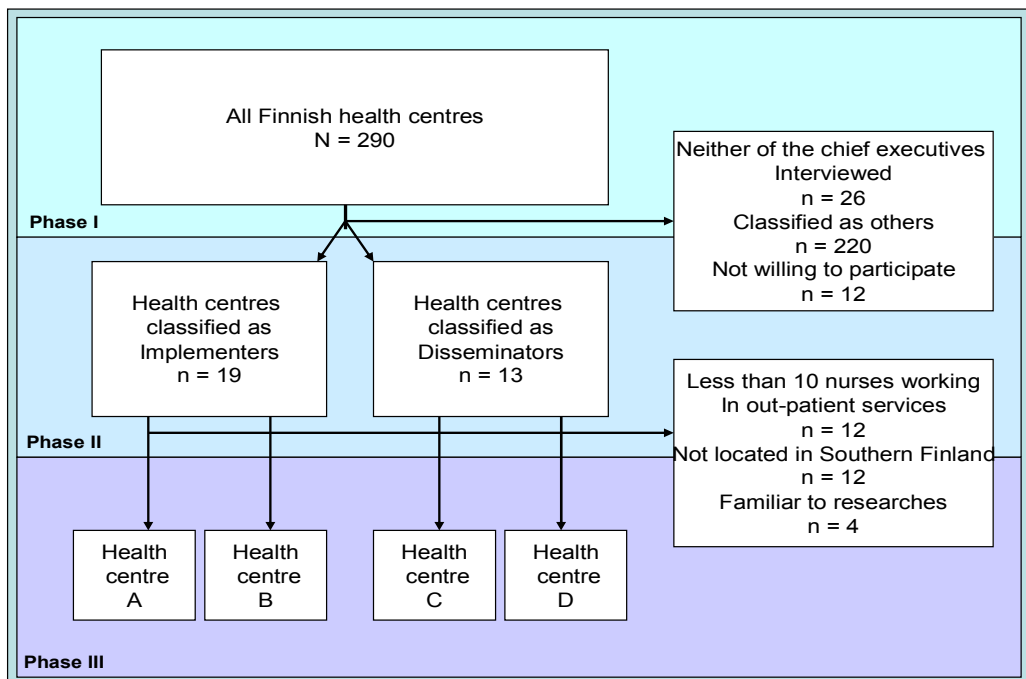 All Finnish health centres
N = 290
Neither of the chief executives
Interviewed
n = 26
Classified as others
n = 220
Not willing to participate
n = 12
Phase I
Health centres
classified as
Implementers
n = 19
Health centres
classified as
Disseminators
n = 13
Less than 10 nurses working
In out-patient services
n = 12
Not located in Southern Finland
n = 12
Familiar to researches
n = 4
Phase II
Health
centre
A
Health
centre
B
Health
centre
C
Health
centre
D
Phase III